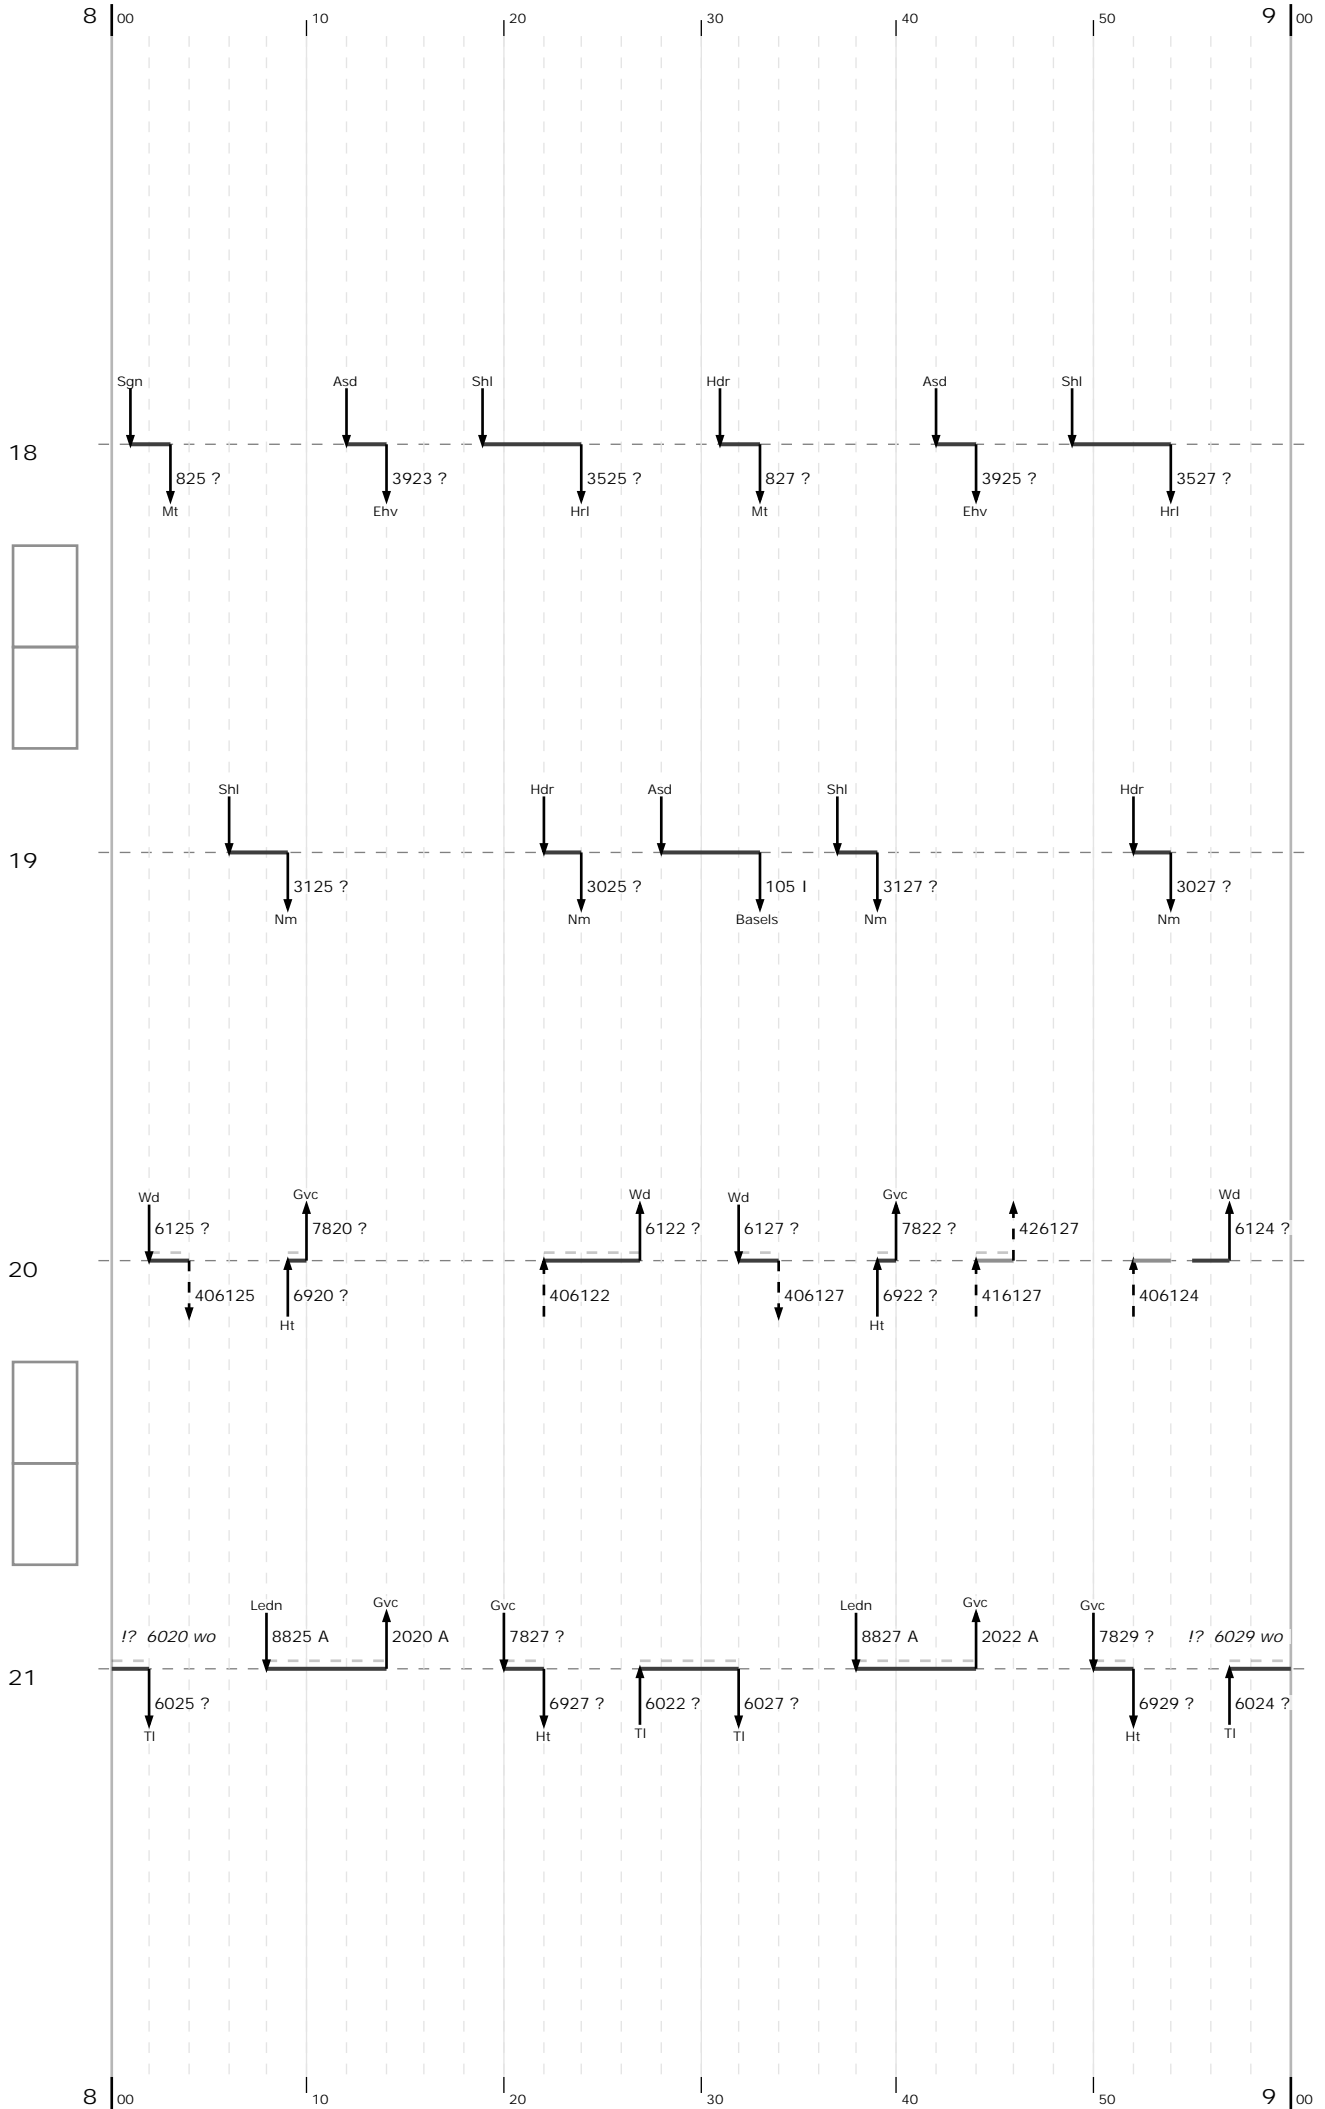 8 00 10 20 30 40 50 9 00
Sgn Asd Shl Hdr Asd Shl
18
825 ? 3923 ? 3525 ? 827 ? 3925 ? 3527 ?
Mt Ehv Hrl Mt Ehv Hrl
Shl Hdr Asd Shl Hdr
19
3125 ? 3025 ? 105 I 3127 ? 3027 ?
Nm Nm Basels Nm Nm
Wd Gvc Wd Wd Gvc Wd
6125 ? 7820 ? 6122 ? 6127 ? 7822 ? 426127 6124 ?
20
406125 6920 ? 406122 406127 6922 ? 416127 406124
Ht Ht
Ledn Gvc Gvc Ledn Gvc Gvc
!? 6020 wo 8825 A 2020 A 7827 ? 8827 A 2022 A 7829 ? !? 6029 wo
21
6025 ? 6927 ? 6022 ? 6027 ? 6929 ? 6024 ?
Tl Ht Tl Tl Ht Tl
8 00 10 20 30 40 50 9 00